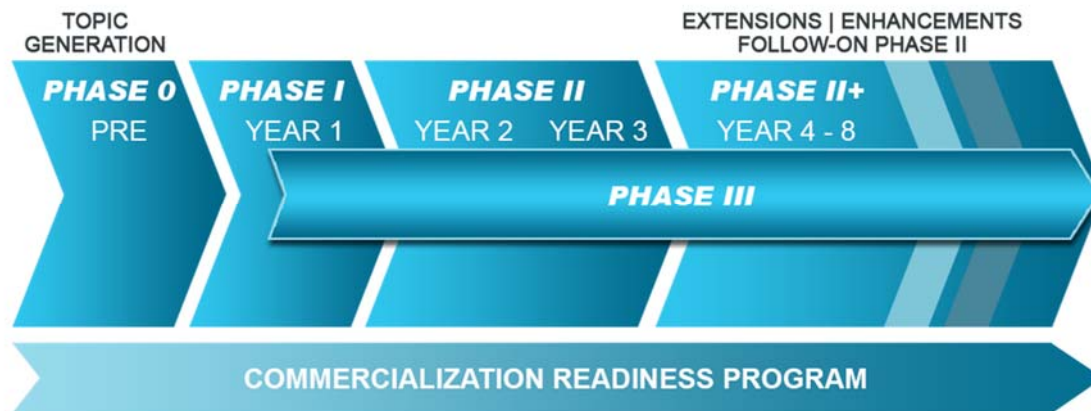 TOPIC
GENERATION
EXTENSIONS | ENHANCEMENTS
FOLLOW-ON PHASE II
PHASE 0
PRE
PHASE I
YEAR 1
PHASE II
YEAR 2 YEAR 3
PHASE II+
YEAR 4 - 8
PHASE III
COMMERCIALIZATION READINESS PROGRAM